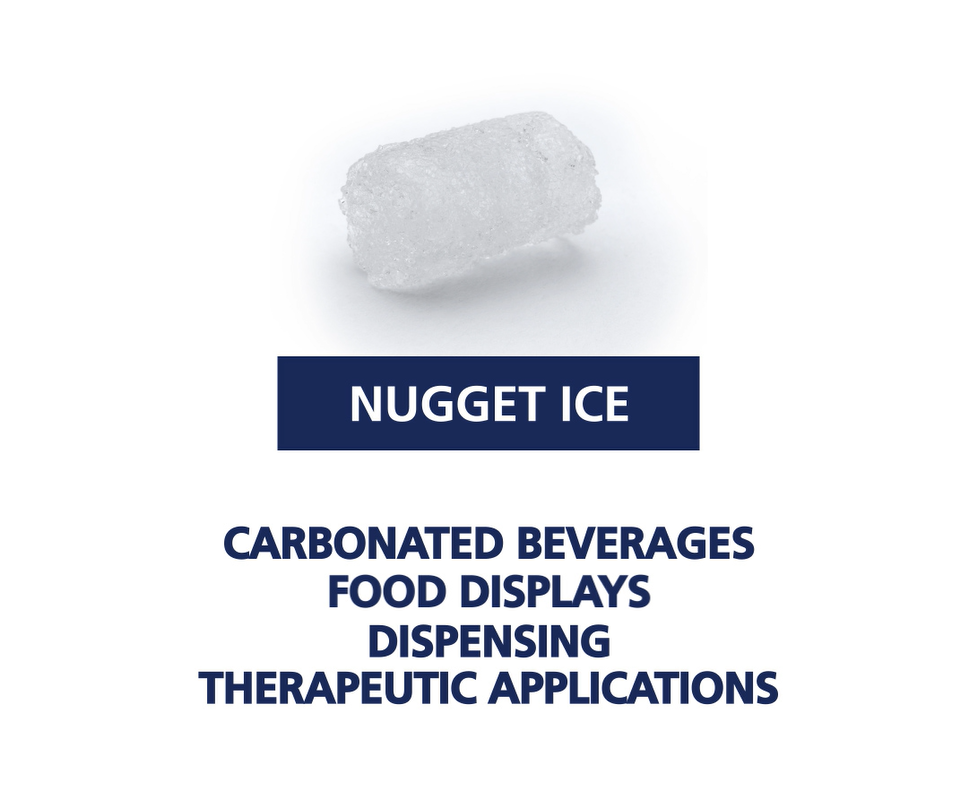 NUGGET ICE
CARBONATED BEVERAGES
FOOD DISPLAYS
DISPENSING
THERAPEUTIC APPLICATIONS